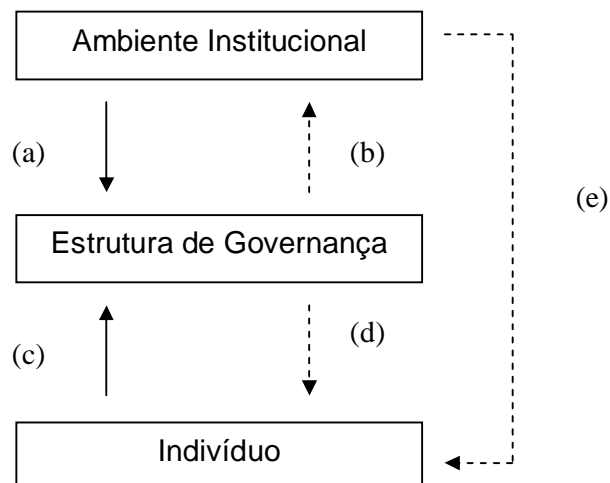 Ambiente Institucional
(a)
(b)
(e)
Estrutura de Governança
(c)
(d)
Indivíduo